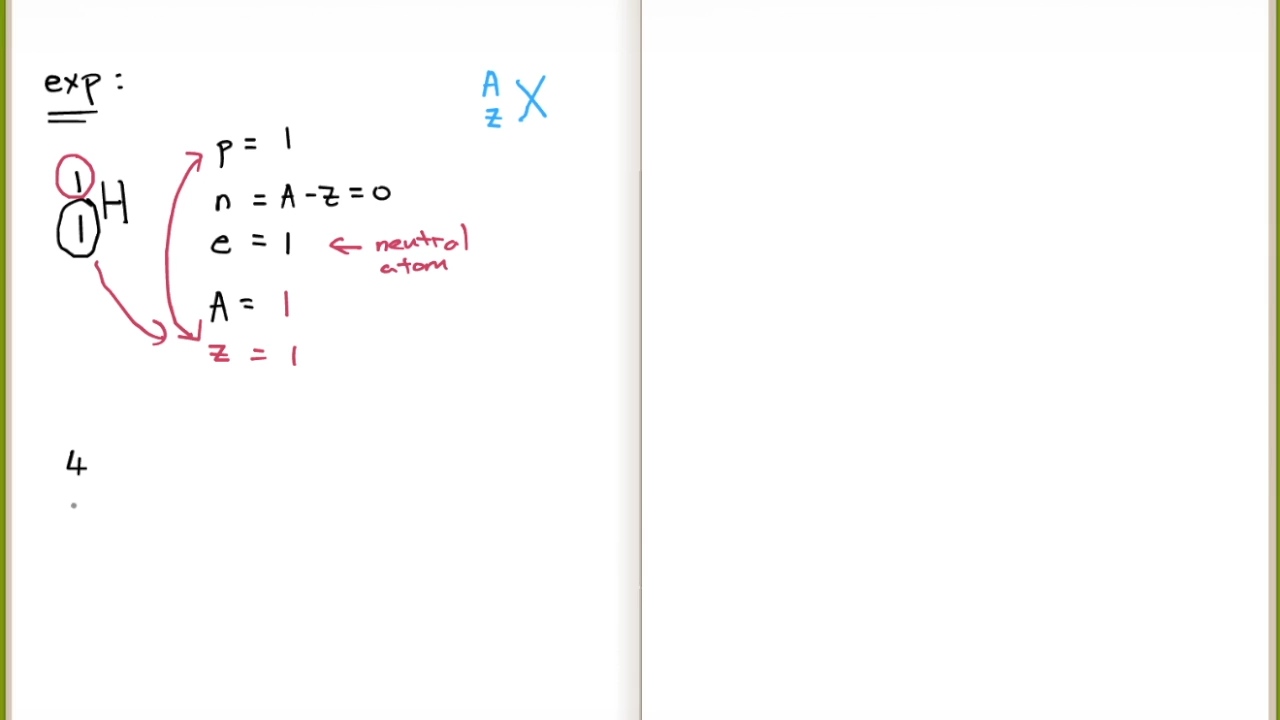 exp :
A
Z X
1
1 H
p = 1
n = A - Z = 0
e = 1 ← neutral
atom
A = 1
Z = 1
4